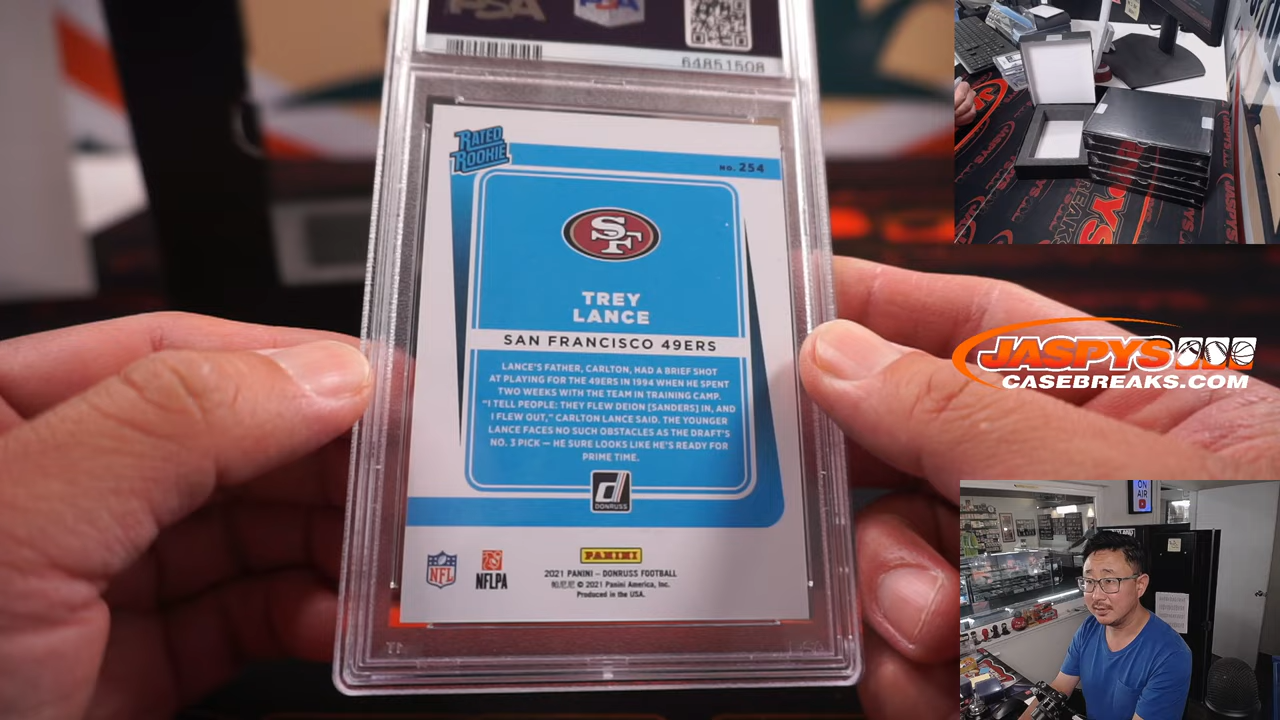 PSA
64851508
RATED
ROOKIE
NO. 254
SF
TREY
LANCE
SAN FRANCISCO 49ERS
LANCE'S FATHER, CARLTON, HAD A BRIEF SHOT
AT PLAYING FOR THE 49ERS IN 1994 WHEN HE SPENT
TWO WEEKS WITH THE TEAM IN TRAINING CAMP.
"I TELL PEOPLE: THEY FLEW DEION [SANDERS] IN, AND
I FLEW OUT," CARLTON LANCE SAID. THE YOUNGER
LANCE FACES NO SUCH OBSTACLES AS THE DRAFT'S
NO. 3 PICK — HE SURE LOOKS LIKE HE'S READY FOR
PRIME TIME.
d
DONRUSS
NFL
NFLPA
PANINI
2021 PANINI – DONRUSS FOOTBALL
© 2021 Panini America, Inc.
Produced in the USA.
JASPYS
CASEBREAKS.COM
JASPYS
ON
AIR